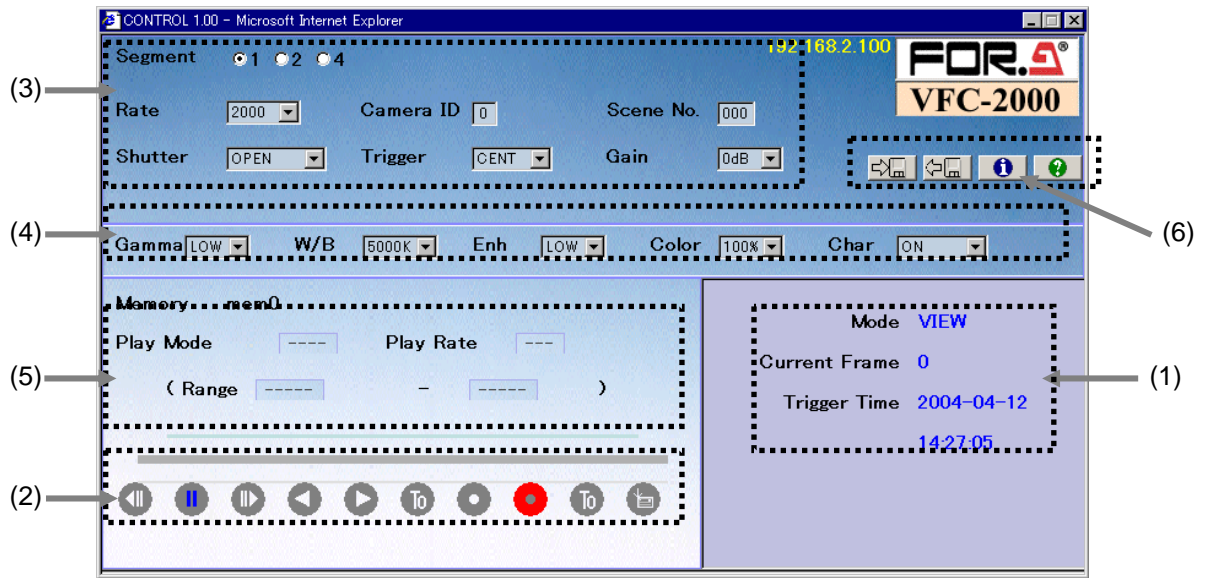 CONTROL 1.00 - Microsoft Internet Explorer
Segment 1 2 4
192.168.2.100
FOR.A®
VFC-2000
(3)
Rate 2000 Camera ID 0 Scene No. 000
Shutter OPEN Trigger CENT Gain 0dB
(6)
(4)
Gamma LOW W/B 5000K Enh LOW Color 100% Char ON
Memory mem0
Play Mode ---- Play Rate ---
(5)
( Range ----- - ----- )
Mode VIEW
Current Frame 0
(1)
Trigger Time 2004-04-12
14:27:05
(2)
To To